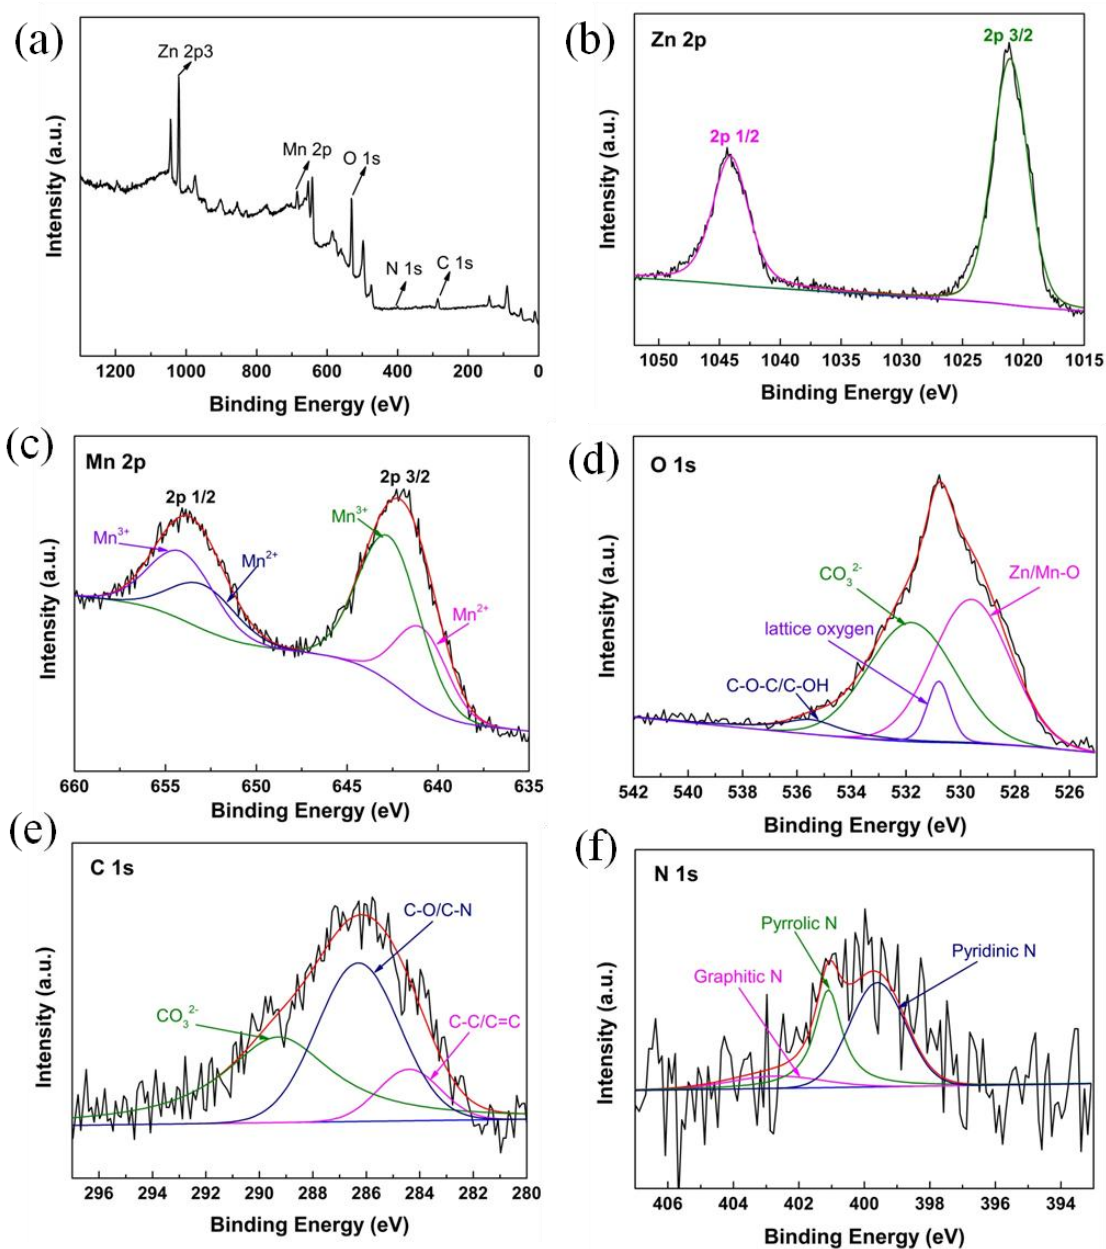 (a)
Zn 2p3
Mn 2p
O 1s
N 1s
C 1s
Intensity (a.u.)
1200 1000 800 600 400 200 0
Binding Energy (eV)
(b)
Zn 2p
2p 3/2
2p 1/2
Intensity (a.u.)
1050 1045 1040 1035 1030 1025 1020 1015
Binding Energy (eV)
(c)
Mn 2p
2p 3/2
2p 1/2
Mn³⁺
Mn³⁺
Mn²⁺
Mn²⁺
Intensity (a.u.)
660 655 650 645 640 635
Binding Energy (eV)
(d)
O 1s
CO₃²⁻
Zn/Mn-O
lattice oxygen
C-O-C/C-OH
Intensity (a.u.)
542 540 538 536 534 532 530 528 526
Binding Energy (eV)
(e)
C 1s
C-O/C-N
CO₃²⁻
C-C/C=C
Intensity (a.u.)
296 294 292 290 288 286 284 282 280
Binding Energy (eV)
(f)
N 1s
Pyrrolic N
Pyridinic N
Graphitic N
Intensity (a.u.)
406 404 402 400 398 396 394
Binding Energy (eV)